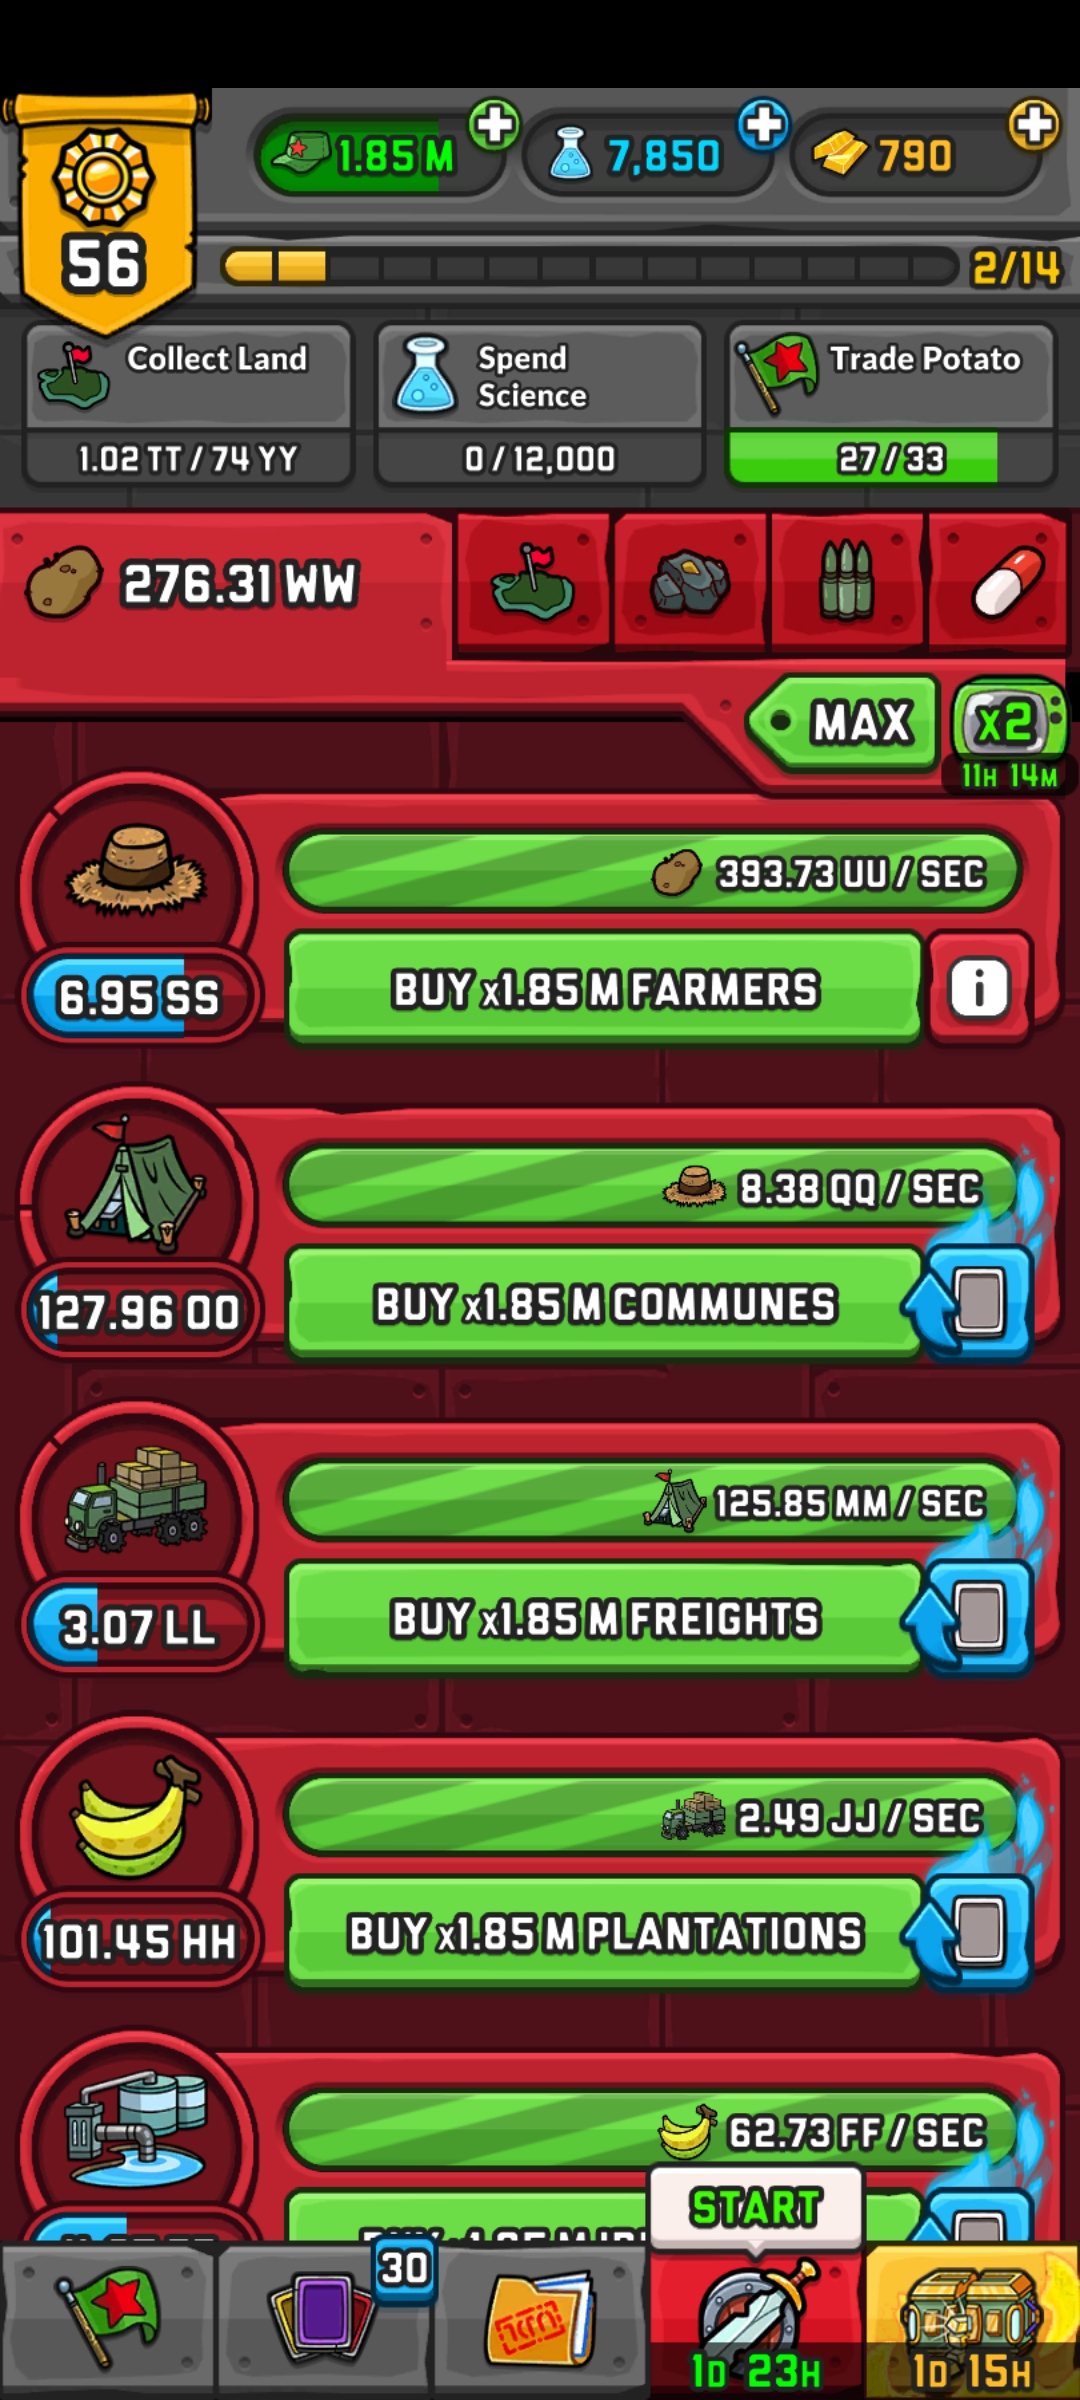 1.85 M
7,850
790
56
2/14
Collect Land
1.02 TT / 74 YY
Spend
Science
0 / 12,000
Trade Potato
27 / 33
276.31 WW
MAX
x2
11H 14M
393.73 UU / SEC
6.95 SS
BUY x1.85 M FARMERS
i
8.38 QQ / SEC
127.96 OO
BUY x1.85 M COMMUNES
125.85 MM / SEC
3.07 LL
BUY x1.85 M FREIGHTS
2.49 JJ / SEC
101.45 HH
BUY x1.85 M PLANTATIONS
62.73 FF / SEC
START
30
1D 23H
1D 15H